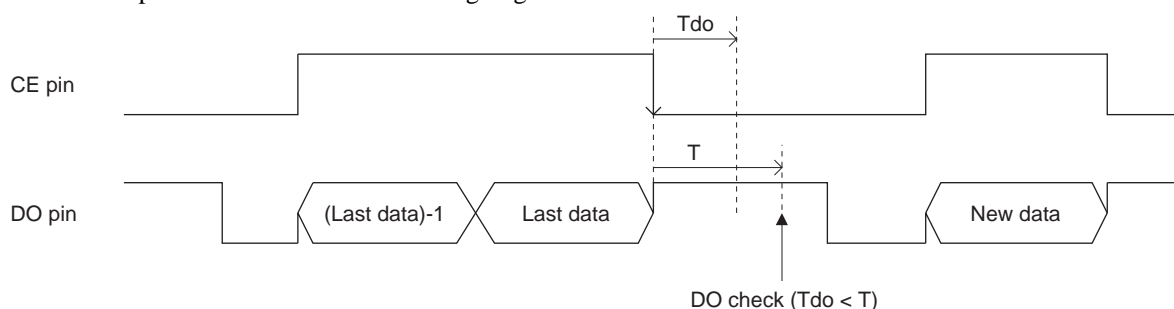 Tdo
CE pin
T
DO pin
(Last data)-1
Last data
New data
DO check (Tdo < T)